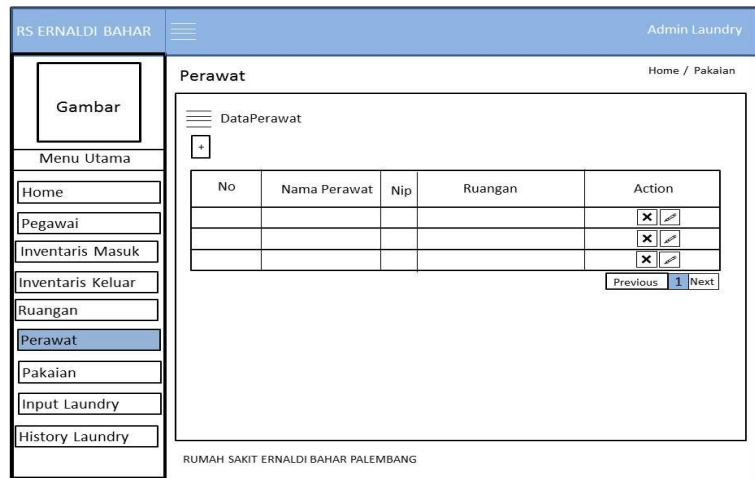 RS ERNALDI BAHAR
Admin Laundry
Gambar
Menu Utama
Home
Pegawai
Inventaris Masuk
Inventaris Keluar
Ruangan
Perawat
Pakaian
Input Laundry
History Laundry
Perawat
Home / Pakaian
DataPerawat
+
No Nama Perawat Nip Ruangan Action
Previous 1 Next
RUMAH SAKIT ERNALDI BAHAR PALEMBANG